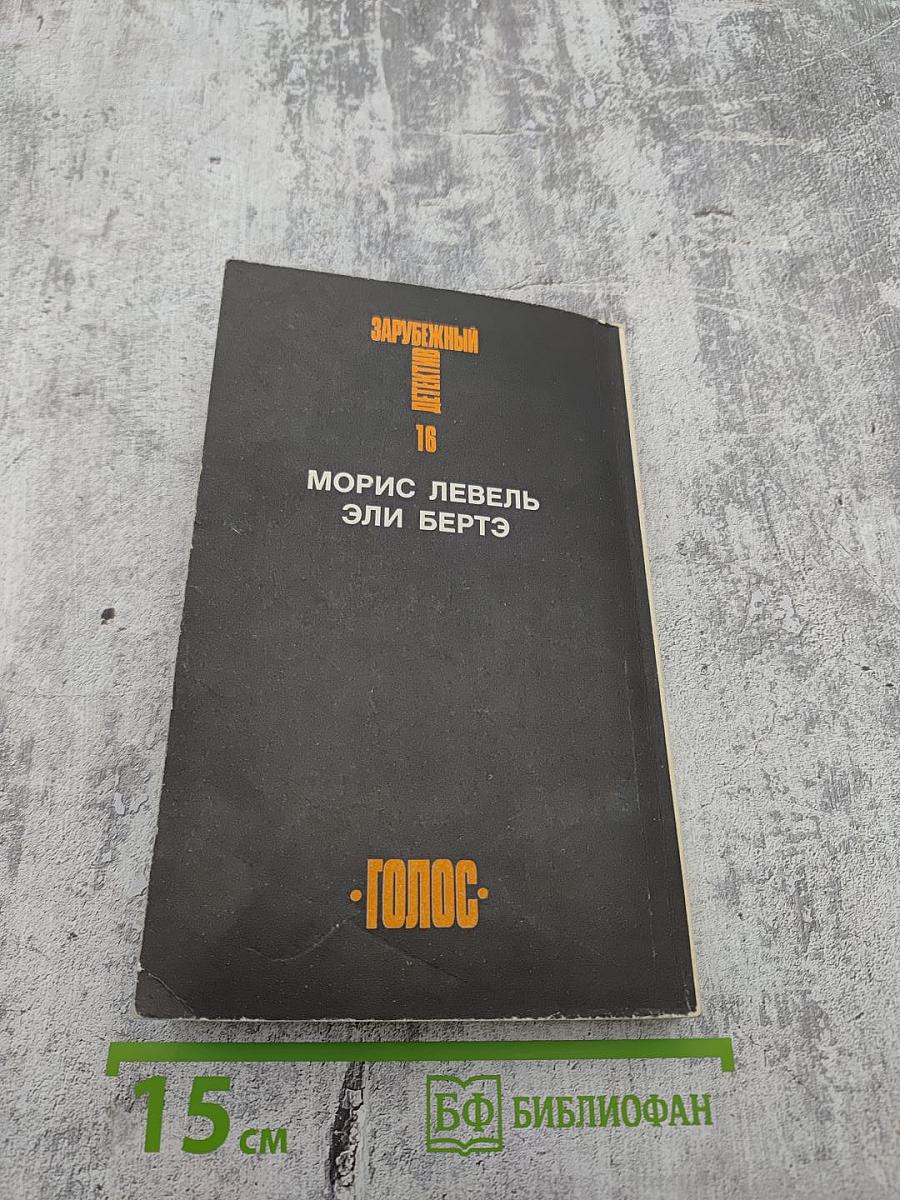 ЗАРУБЕЖНЫЙ
ДЕТЕКТИВ
16
МОРИС ЛЕВЕЛЬ
ЭЛИ БЕРТЭ
·ГОЛОС·
15 см
БФ БИБЛИОФАН